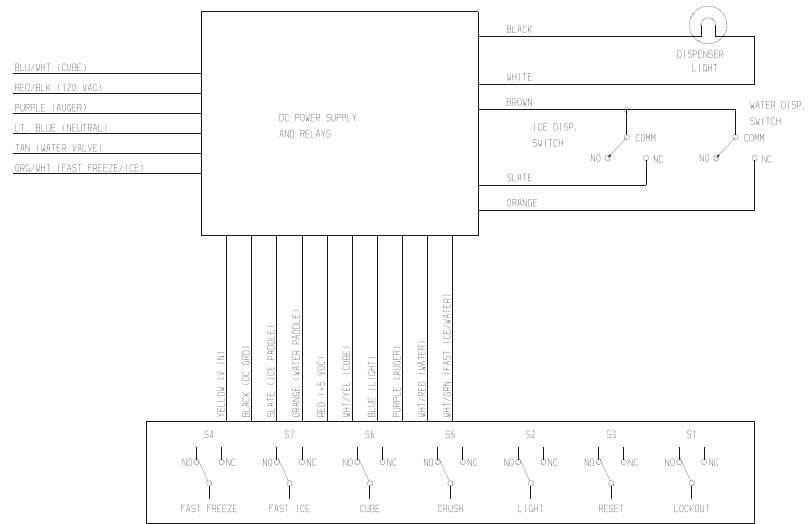 BLACK
DISPENSER
LIGHT
BLU/WHT (CUBE)
WHITE
RED/BLK (120 VAC)
PURPLE (AUGER)
BROWN
WATER DISP.
SWITCH
DC POWER SUPPLY
AND RELAYS
LT. BLUE (NEUTRAL)
ICE DISP.
SWITCH
COMM
COMM
TAN (WATER VALVE)
NO
NC
NO
NC
ORG/WHT (FAST FREEZE/ICE)
SLATE
ORANGE
YELLOW (V IN)
BLACK (DC GRD)
SLATE (ICE PADDLE)
ORANGE (WATER PADDLE)
RED (+5 VDC)
WHT/YEL (CUBE)
BLUE (LIGHT)
PURPLE (AUGER)
WHT/RED (WATER)
WHT/GRN (FAST ICE/WATER)
S4
S7
S6
S5
S2
S3
S1
NO NC
NO NC
NO NC
NO NC
NO NC
NO NC
NO NC
FAST FREEZE
FAST ICE
CUBE
CRUSH
LIGHT
RESET
LOCKOUT